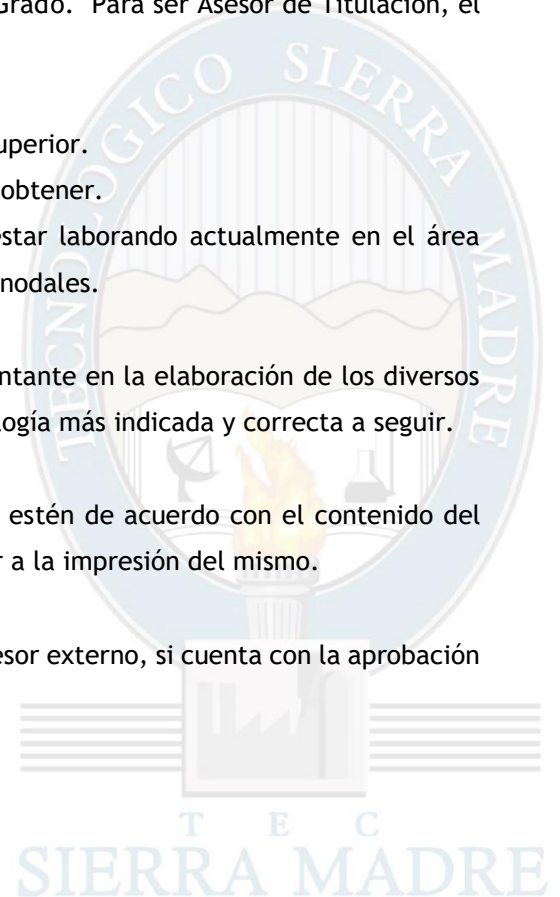 Grado. Para ser Asesor de Titulación, el
uperior.
obtener.
estar laborando actualmente en el área
nodales.
ntante en la elaboración de los diversos
logía más indicada y correcta a seguir.
estén de acuerdo con el contenido del
r a la impresión del mismo.
esor externo, si cuenta con la aprobación
TECNOLOGICO SIERRA MADRE
T E C
SIERRA MADRE